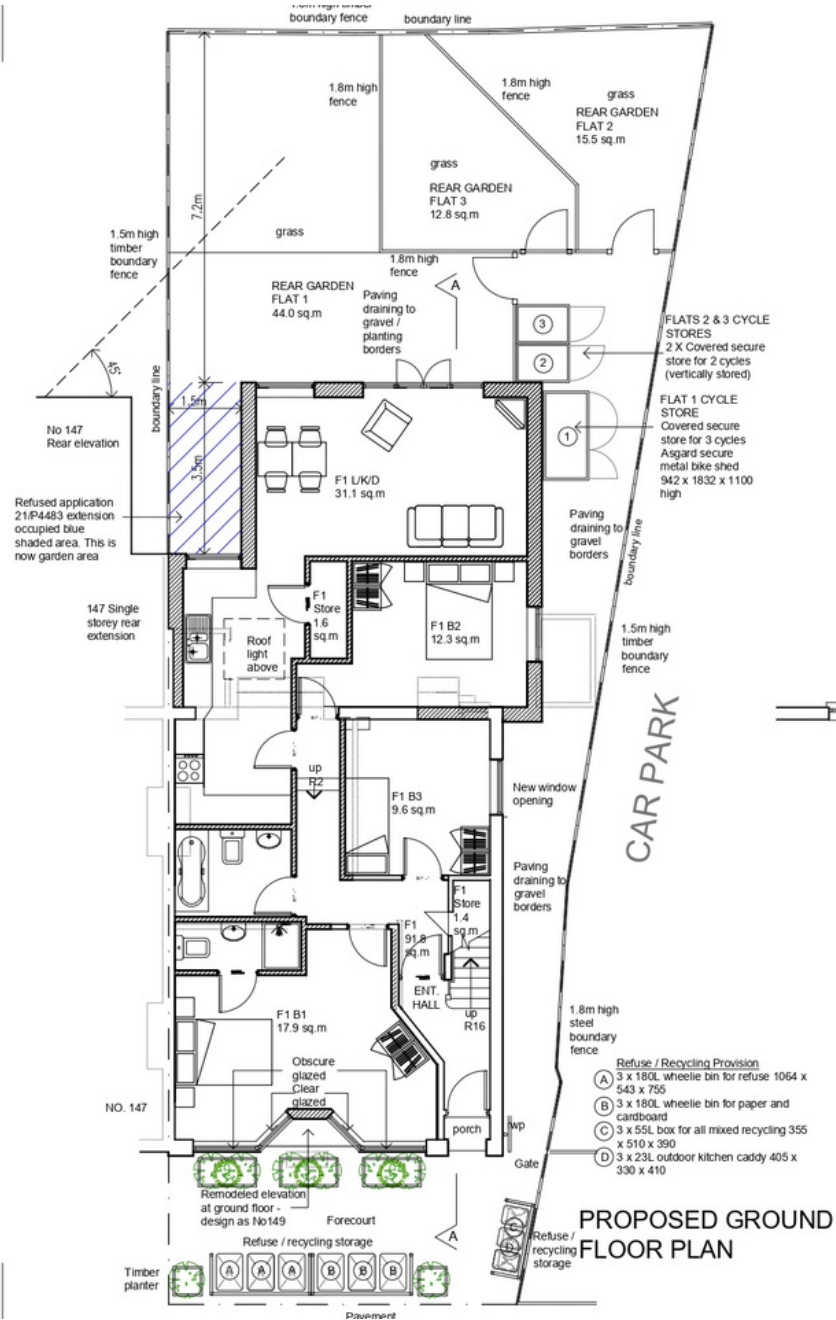 boundary fence
boundary line
1.8m high
fence
1.8m high
fence
grass
REAR GARDEN
FLAT 2
15.5 sq.m
grass
REAR GARDEN
FLAT 3
12.8 sq.m
7.2m
1.5m high
timber
boundary
fence
grass
1.8m high
fence
REAR GARDEN
FLAT 1
44.0 sq.m
Paving
draining to
gravel /
planting
borders
A
3
2
FLATS 2 & 3 CYCLE
STORES
2 X Covered secure
store for 2 cycles
(vertically stored)
45
boundary line
1.5m
FLAT 1 CYCLE
STORE
Covered secure
store for 3 cycles
Asgard secure
metal bike shed
942 x 1832 x 1100
high
1
No 147
Rear elevation
3.5m
F1 L/K/D
31.1 sq.m
Refused application
21/P4483 extension
occupied blue
shaded area. This is
now garden area
Paving
draining to
gravel
borders
boundary line
147 Single
storey rear
extension
F1
Store
1.6
sq.m
F1 B2
12.3 sq.m
Roof
light
above
1.5m high
timber
boundary
fence
CAR PARK
up
R2
F1 B3
9.6 sq.m
New window
opening
Paving
draining to
gravel
borders
F1
Store
1.4
sq.m
F1
91.8
sq.m
ENT.
HALL
up
R16
F1 B1
17.9 sq.m
1.8m high
steel
boundary
fence
Obscure
glazed
Clear
glazed
NO. 147
porch
wp
Gate
Refuse / Recycling Provision
A 3 x 180L wheelie bin for refuse 1064 x
543 x 755
B 3 x 180L wheelie bin for paper and
cardboard
C 3 x 55L box for all mixed recycling 355
x 510 x 390
D 3 x 23L outdoor kitchen caddy 405 x
330 x 410
Remodeled elevation
at ground floor -
design as No149
Forecourt
A
Refuse / recycling storage
A A A B B B
Timber
planter
C
D
Refuse /
recycling
storage
PROPOSED GROUND
FLOOR PLAN
Pavement